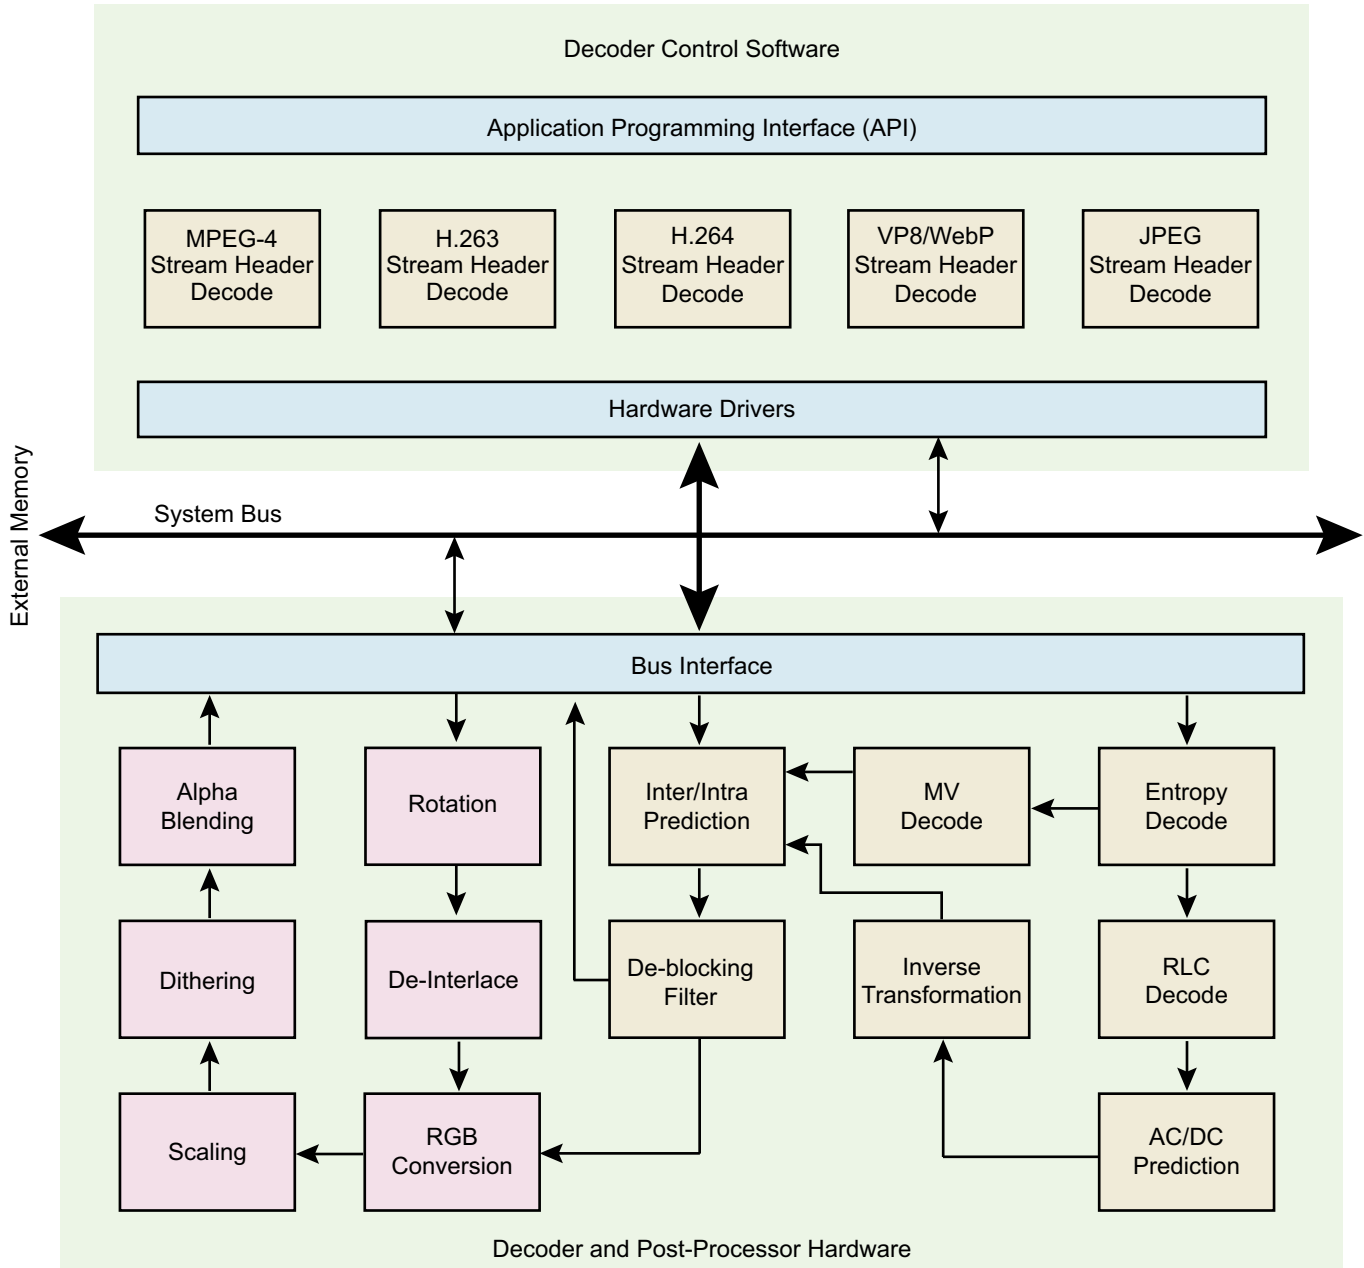 Decoder Control Software
Application Programming Interface (API)
MPEG-4
Stream Header
Decode
H.263
Stream Header
Decode
H.264
Stream Header
Decode
VP8/WebP
Stream Header
Decode
JPEG
Stream Header
Decode
Hardware Drivers
External Memory
System Bus
Bus Interface
Alpha
Blending
Rotation
Inter/Intra
Prediction
MV
Decode
Entropy
Decode
Dithering
De-Interlace
De-blocking
Filter
Inverse
Transformation
RLC
Decode
Scaling
RGB
Conversion
AC/DC
Prediction
Decoder and Post-Processor Hardware